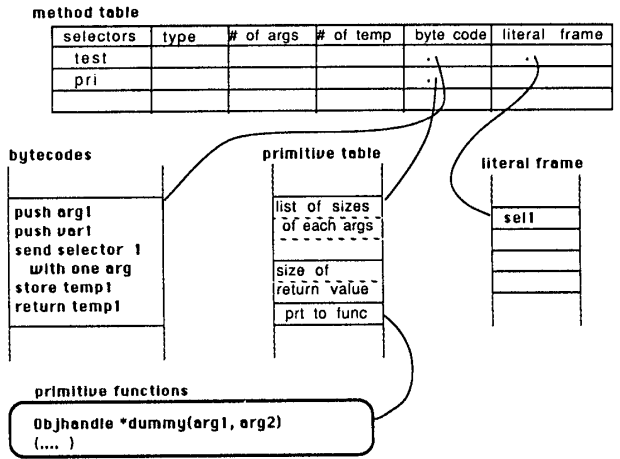 method table
selectors type # of args # of temp byte code literal frame
test
pri
bytecodes
primitive table
literal frame
push arg1
push var1
send selector 1
with one arg
store temp1
return temp1
list of sizes
of each args
size of
return value
prt to func
sel1
primitive functions
Objhandle *dummy(arg1, arg2)
(.... )